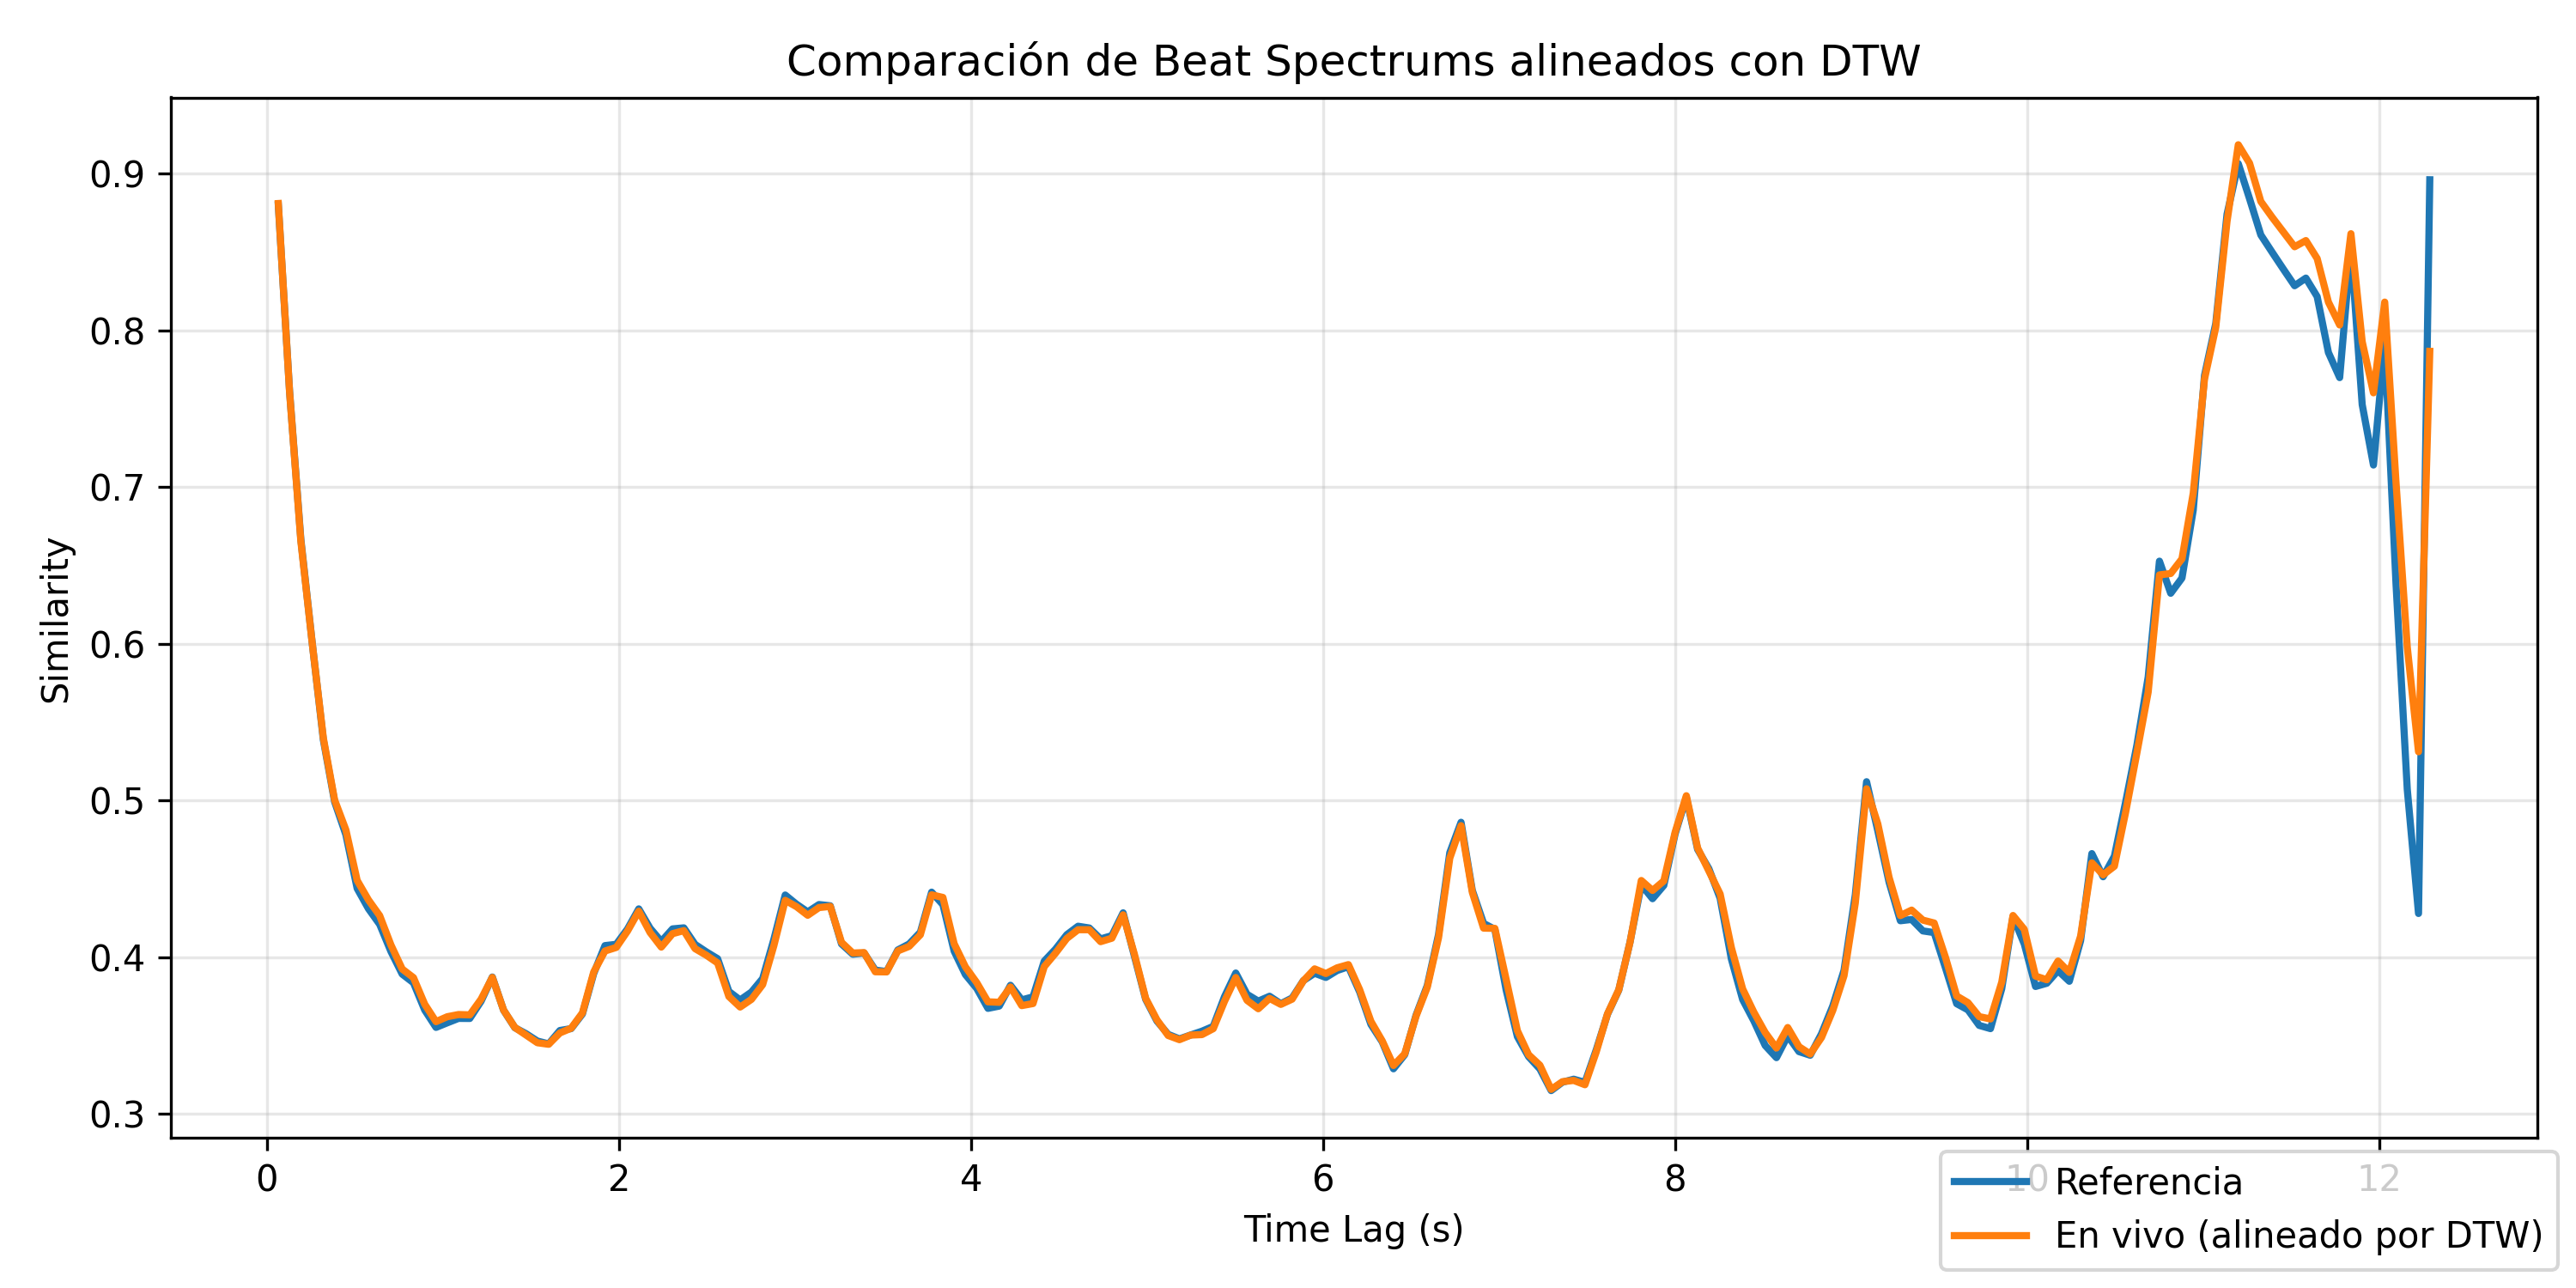 Comparación de Beat Spectrums alineados con DTW
Similarity
0.9
0.8
0.7
0.6
0.5
0.4
0.3
0 2 4 6 8 10 12
Time Lag (s)
Referencia
En vivo (alineado por DTW)